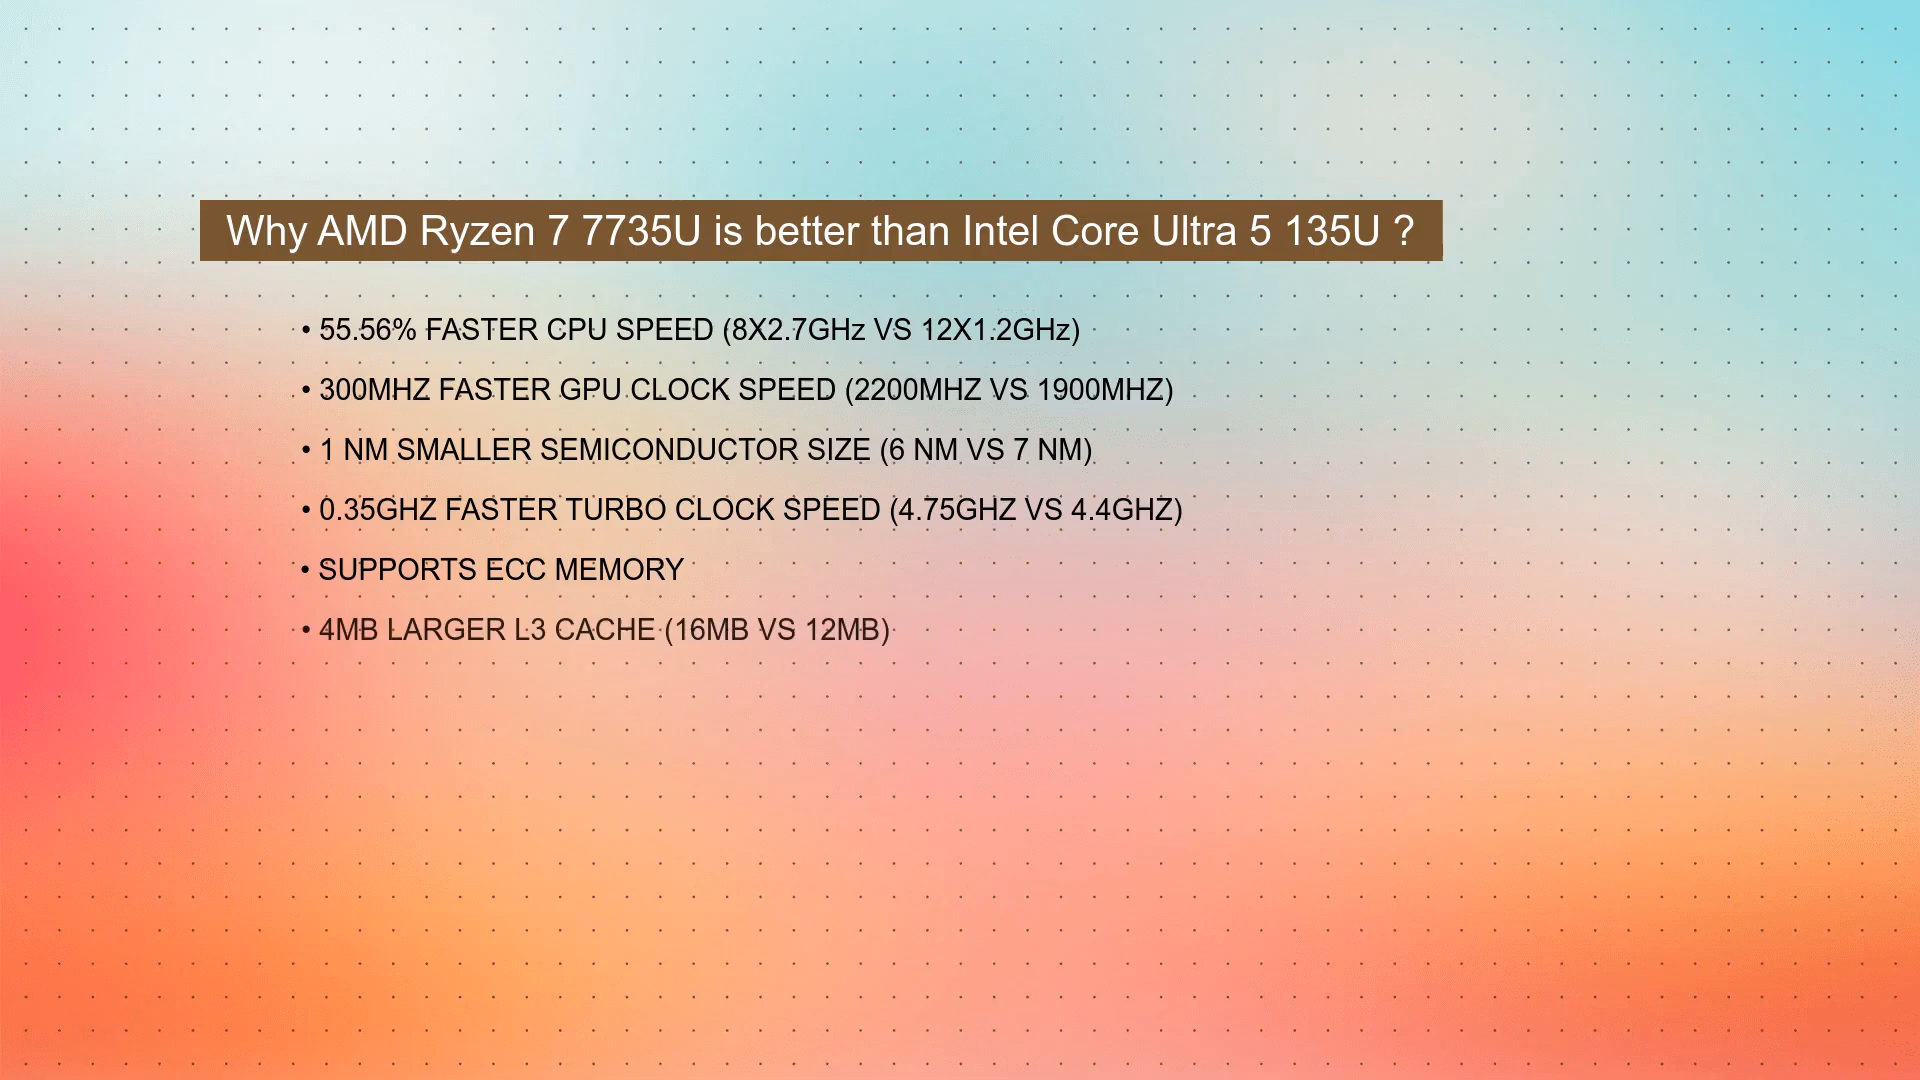 Why AMD Ryzen 7 7735U is better than Intel Core Ultra 5 135U ?
• 55.56% FASTER CPU SPEED (8X2.7GHz VS 12X1.2GHz)
• 300MHZ FASTER GPU CLOCK SPEED (2200MHZ VS 1900MHZ)
• 1 NM SMALLER SEMICONDUCTOR SIZE (6 NM VS 7 NM)
• 0.35GHZ FASTER TURBO CLOCK SPEED (4.75GHZ VS 4.4GHZ)
• SUPPORTS ECC MEMORY
• 4MB LARGER L3 CACHE (16MB VS 12MB)